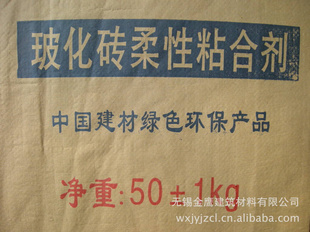 玻化砖柔性粘合剂
中国建材绿色环保产品
净重:50±1kg
无锡金鹰建筑材料有限公司
wxjyjzcl.cn.alibaba.com